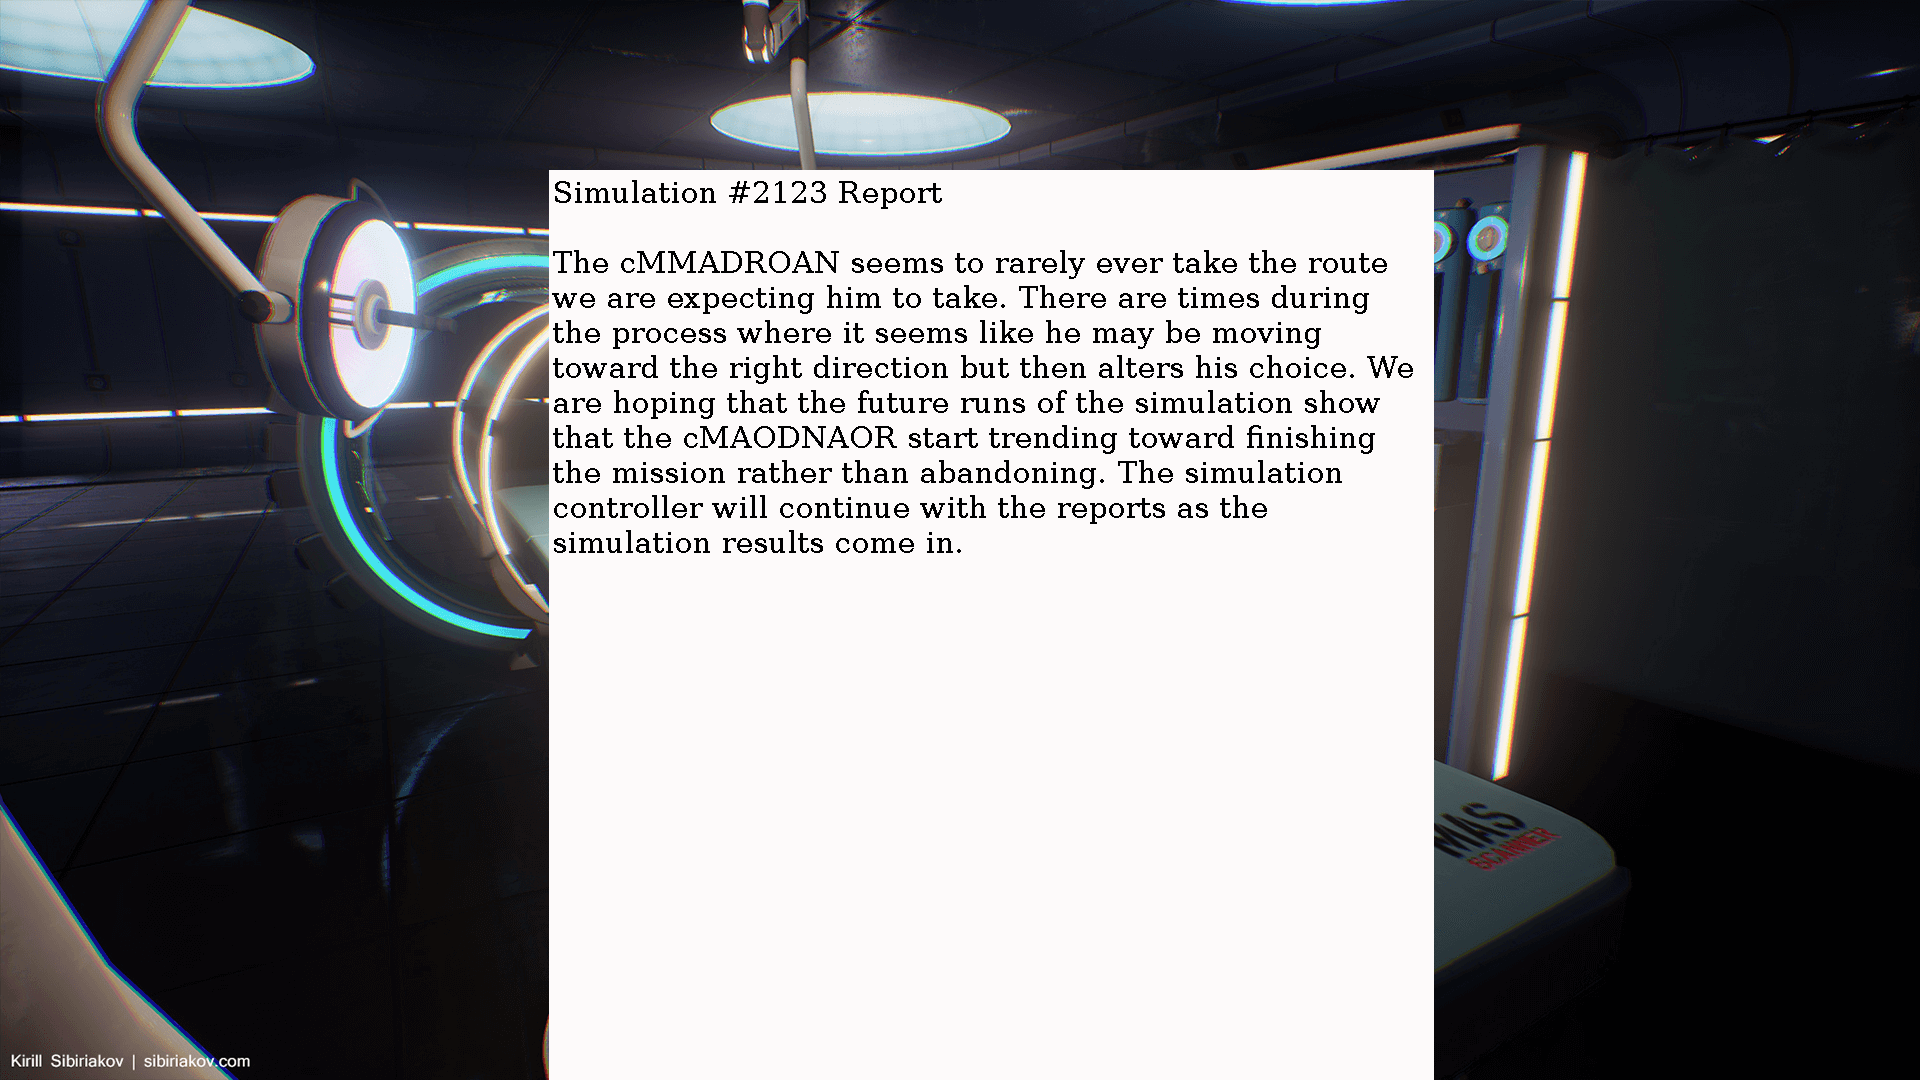 Simulation #2123 Report
The cMMADROAN seems to rarely ever take the route
we are expecting him to take. There are times during
the process where it seems like he may be moving
toward the right direction but then alters his choice. We
are hoping that the future runs of the simulation show
that the cMAODNAOR start trending toward finishing
the mission rather than abandoning. The simulation
controller will continue with the reports as the
simulation results come in.
MAS
SCANNER
Kirill Sibiriakov | sibiriakov.com